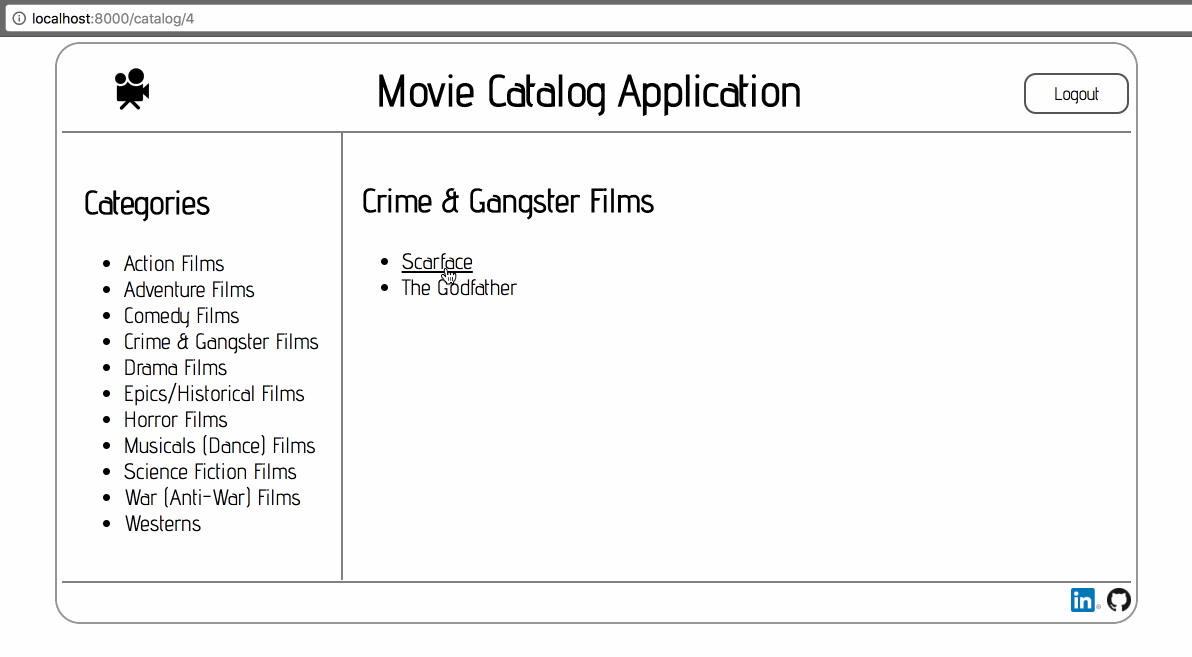 localhost:8000/catalog/4
Movie Catalog Application
Logout
Categories
Action Films
Adventure Films
Comedy Films
Crime & Gangster Films
Drama Films
Epics/Historical Films
Horror Films
Musicals (Dance) Films
Science Fiction Films
War (Anti-War) Films
Westerns
Crime & Gangster Films
Scarface
The Godfather
in